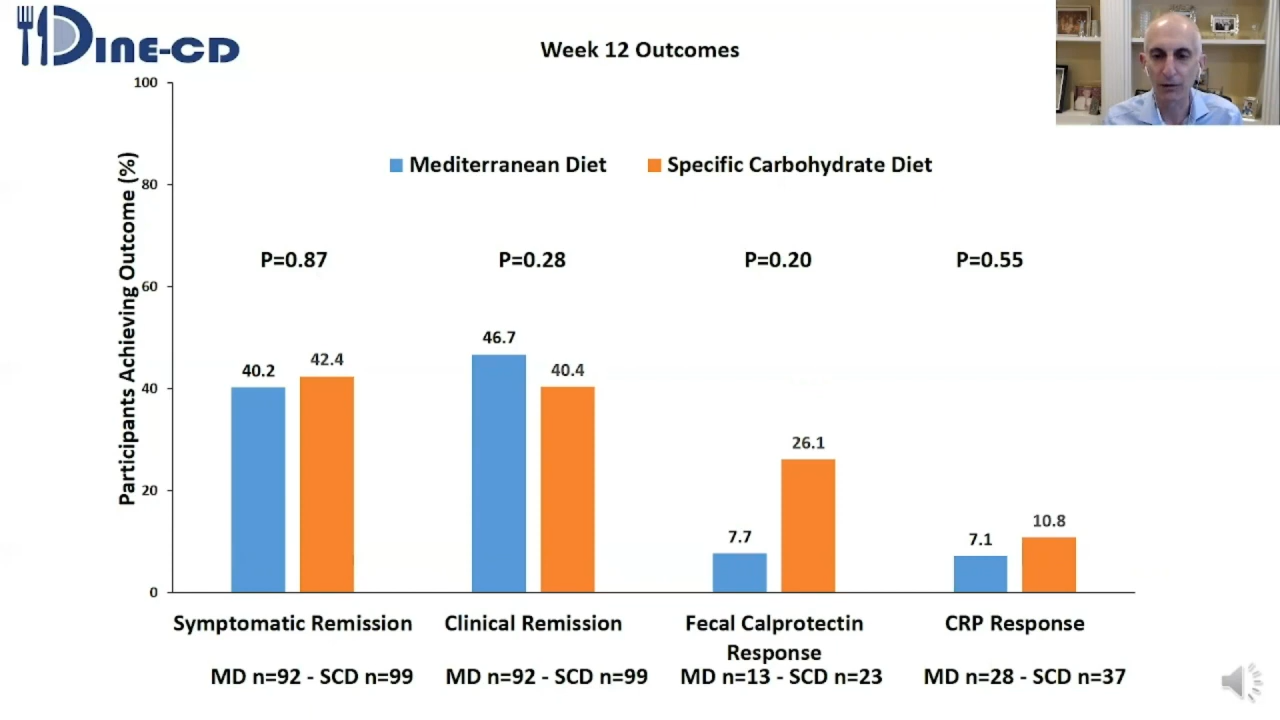 DINE-CD
Week 12 Outcomes
100
80
60
40
20
0
Participants Achieving Outcome (%)
Mediterranean Diet
Specific Carbohydrate Diet
P=0.87
P=0.28
P=0.20
P=0.55
40.2
42.4
46.7
40.4
7.7
26.1
7.1
10.8
Symptomatic Remission
Clinical Remission
Fecal Calprotectin
Response
CRP Response
MD n=92 - SCD n=99
MD n=92 - SCD n=99
MD n=13 - SCD n=23
MD n=28 - SCD n=37